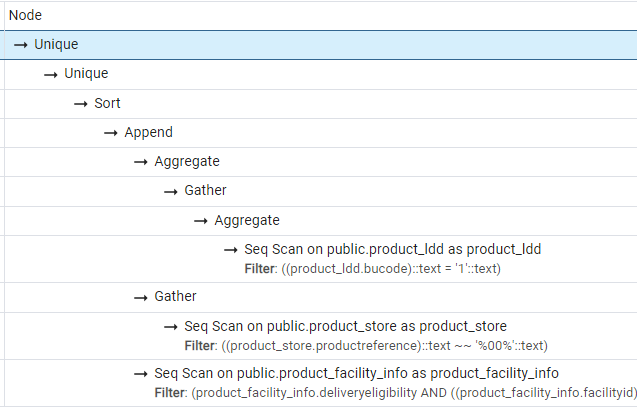 Node
→ Unique
→ Unique
→ Sort
→ Append
→ Aggregate
→ Gather
→ Aggregate
→ Seq Scan on public.product_ldd as product_ldd
Filter: ((product_ldd.bucode)::text = '1'::text)
→ Gather
→ Seq Scan on public.product_store as product_store
Filter: ((product_store.productreference)::text ~~ '%00%'::text)
→ Seq Scan on public.product_facility_info as product_facility_info
Filter: (product_facility_info.deliveryeligibility AND ((product_facility_info.facilityid)